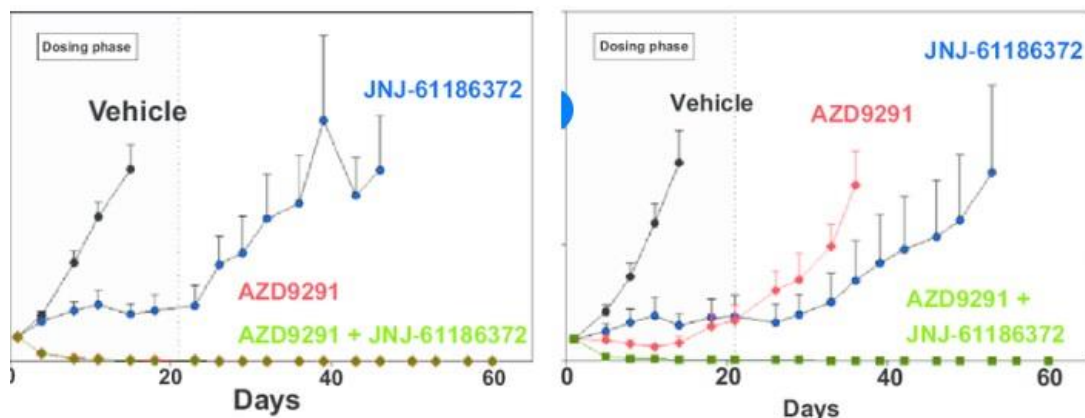 Dosing phase
Vehicle
JNJ-61186372
AZD9291
AZD9291 + JNJ-61186372
0 20 40 60
Days
Dosing phase
Vehicle
AZD9291
JNJ-61186372
AZD9291 +
JNJ-61186372
0 20 40 60
Days